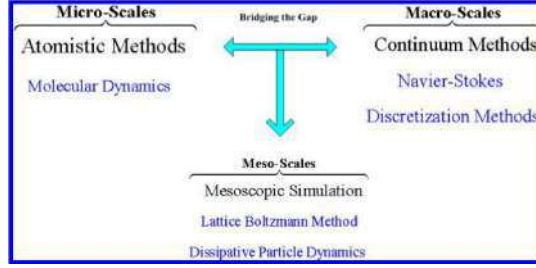 Micro-Scales
Bridging the Gap
Macro-Scales
Atomistic Methods
Continuum Methods
Molecular Dynamics
Navier-Stokes
Discretization Methods
Meso-Scales
Mesoscopic Simulation
Lattice Boltzmann Method
Dissipative Particle Dynamics